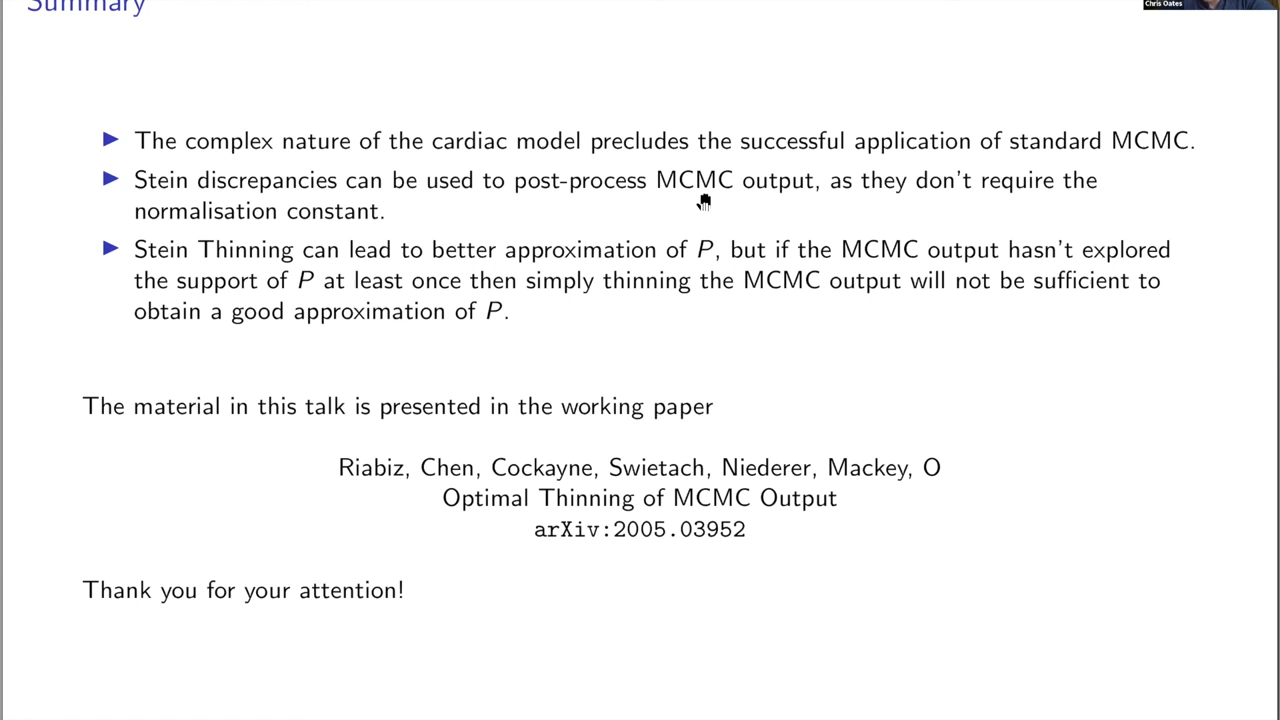 Summary
Chris Oates
▶ The complex nature of the cardiac model precludes the successful application of standard MCMC.
▶ Stein discrepancies can be used to post-process MCMC output, as they don't require the
normalisation constant.
▶ Stein Thinning can lead to better approximation of P, but if the MCMC output hasn't explored
the support of P at least once then simply thinning the MCMC output will not be sufficient to
obtain a good approximation of P.
The material in this talk is presented in the working paper
Riabiz, Chen, Cockayne, Swietach, Niederer, Mackey, O
Optimal Thinning of MCMC Output
arXiv:2005.03952
Thank you for your attention!